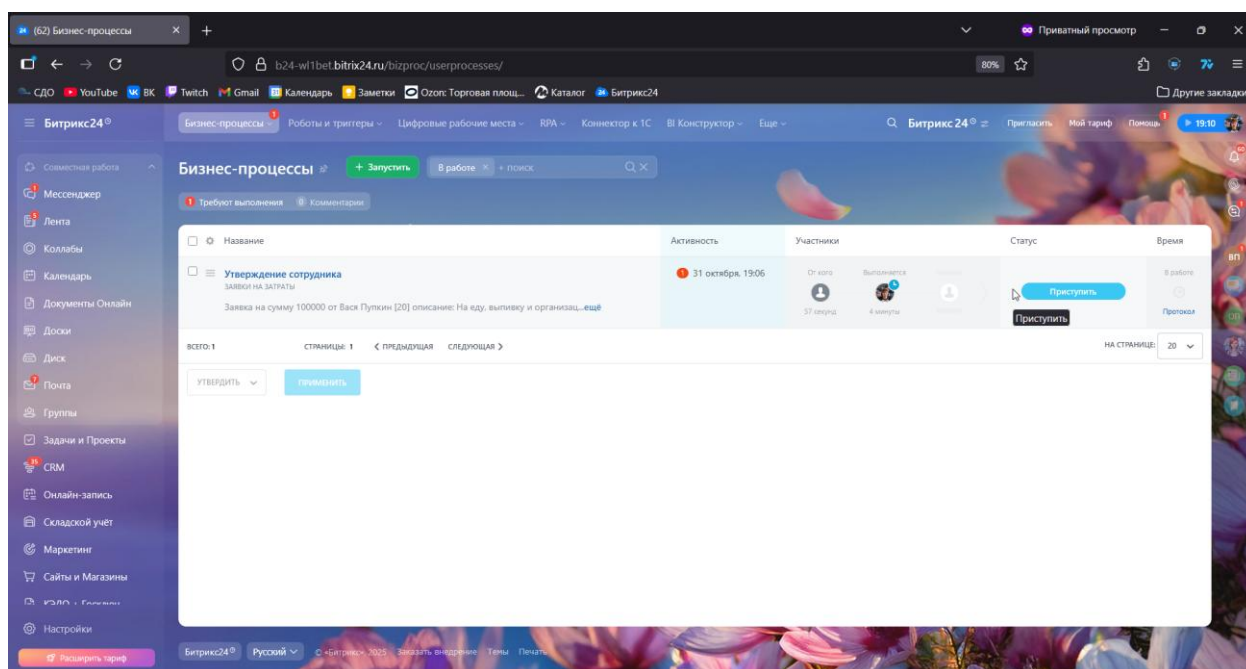 (62) Бизнес-процессы
Приватный просмотр
b24-wl1bet.bitrix24.ru/bizproc/userprocesses/
80%
СДО YouTube ВК Twitch Gmail Календарь Заметки Ozon: Торговая площ... Каталог Битрикс24 Другие закладки
Битрикс24
Бизнес-процессы Роботы и триггеры Цифровые рабочие места RPA Коннектор к 1С BI Конструктор Еще
Битрикс 24 Пригласить Мой тариф Помощь 1 19:10
Совместная работа
Мессенджер
Лента
Коллабы
Календарь
Документы Онлайн
Доски
Диск
Почта
Группы
Задачи и Проекты
35
CRM
Онлайн-запись
Складской учёт
Маркетинг
Сайты и Магазины
Настройки
Расширить тариф
Бизнес-процессы + Запустить В работе × + поиск
1 Требуют выполнения 0 Комментарии
Название Активность Участники Статус Время
Утверждение сотрудника
ЗАЯВКИ НА ЗАТРАТЫ
Заявка на сумму 100000 от Вася Пупкин [20] описание: На еду, выпивку и организац...ещё
1 31 октября, 19:06
От кого
37 секунд
Выполняется
4 минуты
Приступить
Приступить
В работе
Протокол
ВСЕГО: 1 СТРАНИЦЫ: 1 ПРЕДЫДУЩАЯ СЛЕДУЮЩАЯ НА СТРАНИЦЕ: 20
УТВЕРДИТЬ ПРИМЕНИТЬ
ВП
Битрикс24 Русский © «Битрикс», 2025 Заказать внедрение Темы Печать